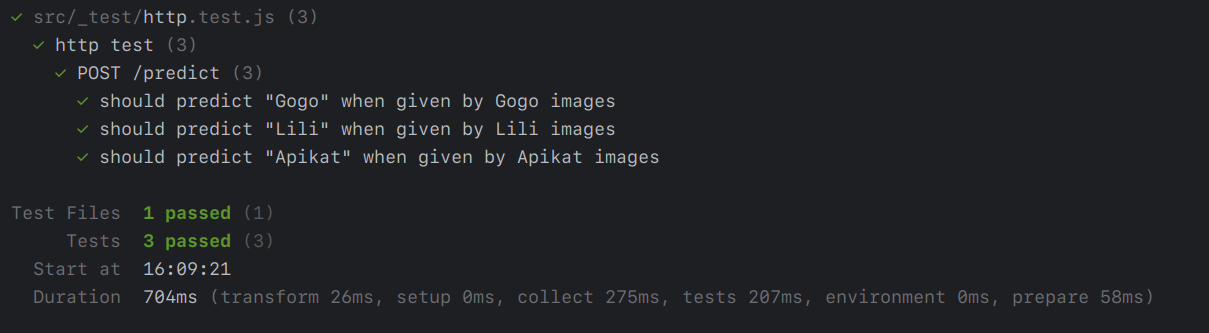 ✓ src/_test/http.test.js (3)
✓ http test (3)
✓ POST /predict (3)
✓ should predict "Gogo" when given by Gogo images
✓ should predict "Lili" when given by Lili images
✓ should predict "Apikat" when given by Apikat images
Test Files 1 passed (1)
Tests 3 passed (3)
Start at 16:09:21
Duration 704ms (transform 26ms, setup 0ms, collect 275ms, tests 207ms, environment 0ms, prepare 58ms)